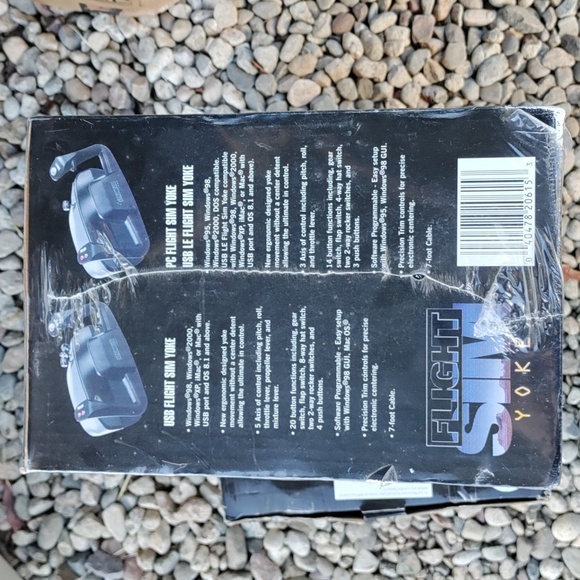 PC FLIGHT SIM YOKE
USB LE FLIGHT SIM YOKE
• Windows®95, Windows®98,
Windows®2000, DOS compatible.
USB LE Flight Sim Yoke compatible
with Windows®98, Windows®2000,
Windows®XP, iMac®, or Mac® with
USB port and OS 8.1 and above).
• New ergonomic designed yoke
movement without a center detent
allowing the ultimate in control.
• 3 Axis of control including pitch, roll,
and throttle lever.
• 14 button functions including, gear
switch, flap switch, 4-way hat switch,
two 2-way rocker switches, and
3 push buttons.
• Software Programmable - Easy setup
with Windows®95, Windows®98 GUI.
• Precision Trim controls for precise
electronic centering.
• 7-foot Cable.
0 40478 20615 1
USB FLIGHT SIM YOKE
• Windows®98, Windows®2000,
Windows®XP, iMac®, or Mac® with
USB port and OS 8.1 and above.
• New ergonomic designed yoke
movement without a center detent
allowing the ultimate in control.
• 5 Axis of control including pitch, roll,
throttle lever, propeller lever, and
mixture lever.
• 20 button functions including, gear
switch, flap switch, 8-way hat switch,
two 2-way rocker switches, and
4 push buttons.
• Software Programmable - Easy setup
with Windows®98 GUI, Mac OS®.
• Precision Trim controls for precise
electronic centering.
• 7-foot Cable.
FLIGHT
SIM
YOKE